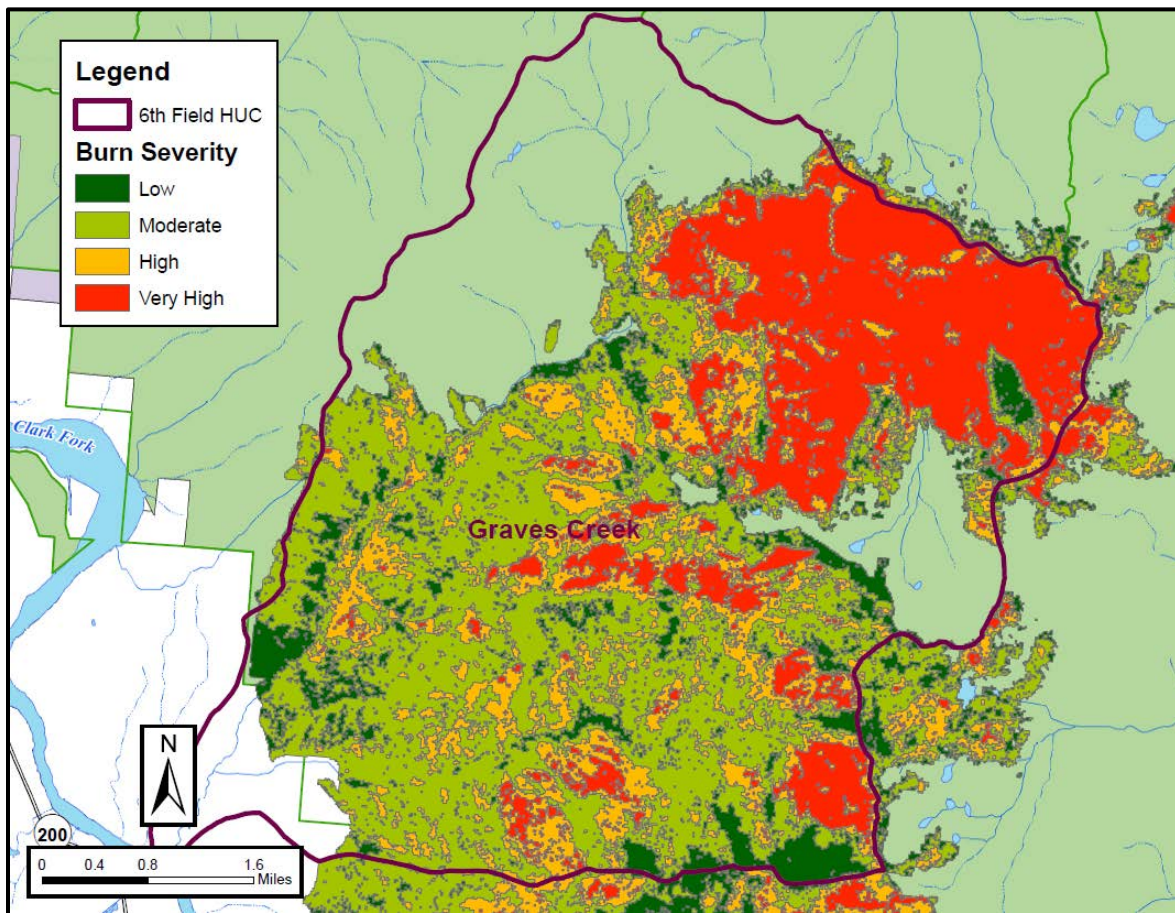 Legend
6th Field HUC
Burn Severity
Low
Moderate
High
Very High
Clark Fork
Graves Creek
N
200
0 0.4 0.8 1.6
Miles